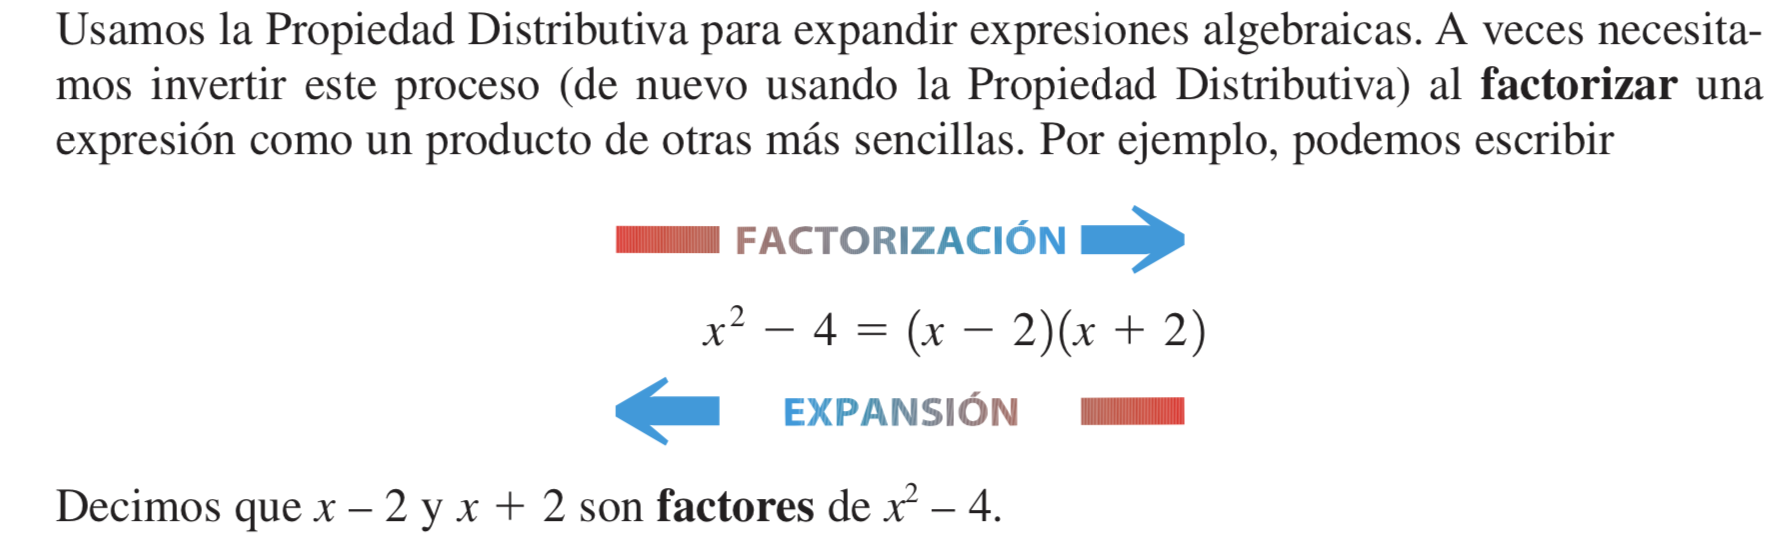 Usamos la Propiedad Distributiva para expandir expresiones algebraicas. A veces necesita-
mos invertir este proceso (de nuevo usando la Propiedad Distributiva) al factorizar una
expresión como un producto de otras más sencillas. Por ejemplo, podemos escribir
FACTORIZACIÓN
x² − 4 = (x − 2)(x + 2)
EXPANSIÓN
Decimos que x – 2 y x + 2 son factores de x² – 4.